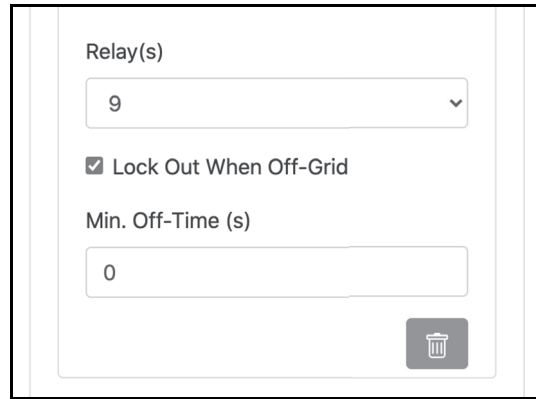 Relay(s)
9
Lock Out When Off-Grid
Min. Off-Time (s)
0